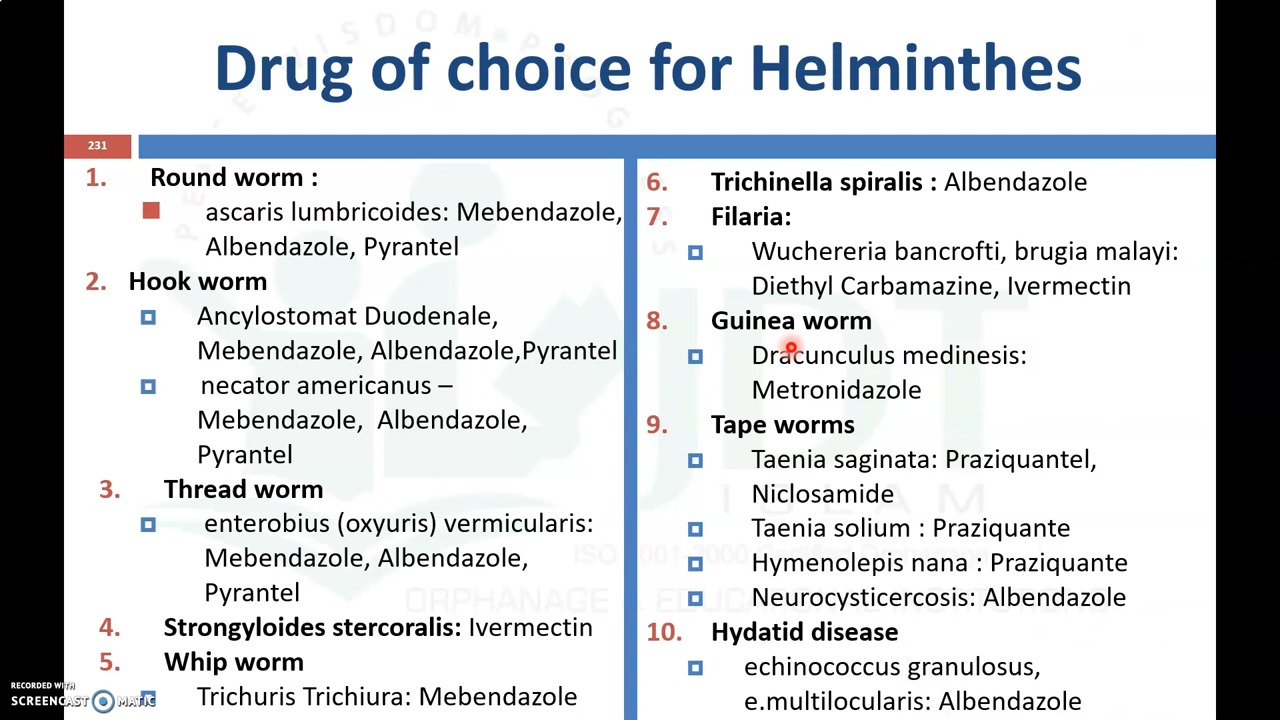 Drug of choice for Helminthes
231
1. Round worm :
ascaris lumbricoides: Mebendazole,
Albendazole, Pyrantel
2. Hook worm
Ancylostomat Duodenale,
Mebendazole, Albendazole,Pyrantel
necator americanus –
Mebendazole, Albendazole,
Pyrantel
3. Thread worm
enterobius (oxyuris) vermicularis:
Mebendazole, Albendazole,
Pyrantel
4. Strongyloides stercoralis: Ivermectin
5. Whip worm
Trichuris Trichiura: Mebendazole
6. Trichinella spiralis : Albendazole
7. Filaria:
Wuchereria bancrofti, brugia malayi:
Diethyl Carbamazine, Ivermectin
8. Guinea worm
Dracunculus medinesis:
Metronidazole
9. Tape worms
Taenia saginata: Praziquantel,
Niclosamide
Taenia solium : Praziquante
Hymenolepis nana : Praziquante
Neurocysticercosis: Albendazole
10. Hydatid disease
echinococcus granulosus,
e.multilocularis: Albendazole
JDT
ISLAM
RECORDED WITH
SCREENCAST MATIC